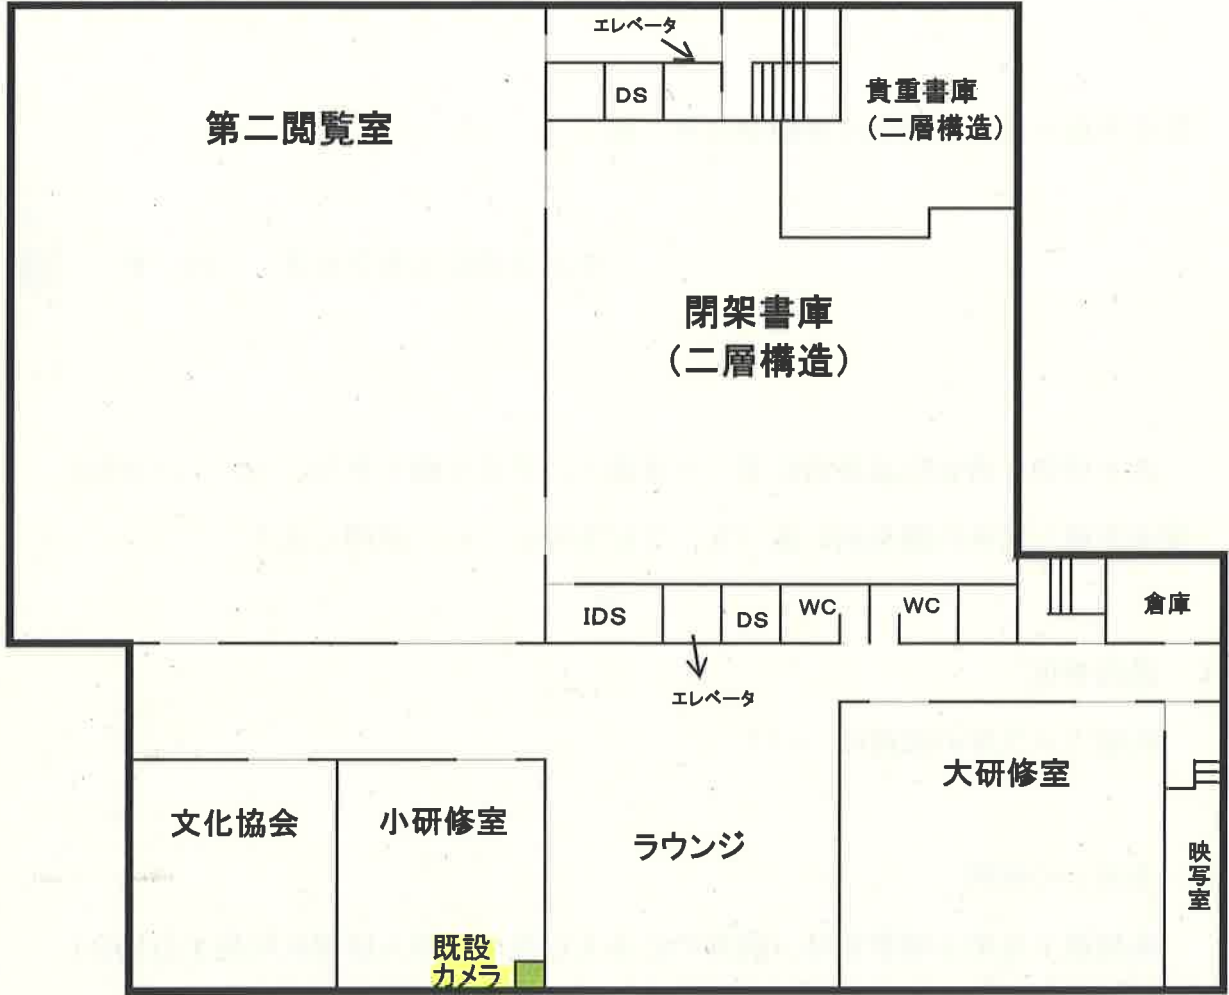 エレベータ
DS
貴重書庫
（二層構造）
第二閲覧室
閉架書庫
（二層構造）
IDS
DS
WC
WC
倉庫
エレベータ
大研修室
文化協会
小研修室
ラウンジ
映写室
既設
カメラ